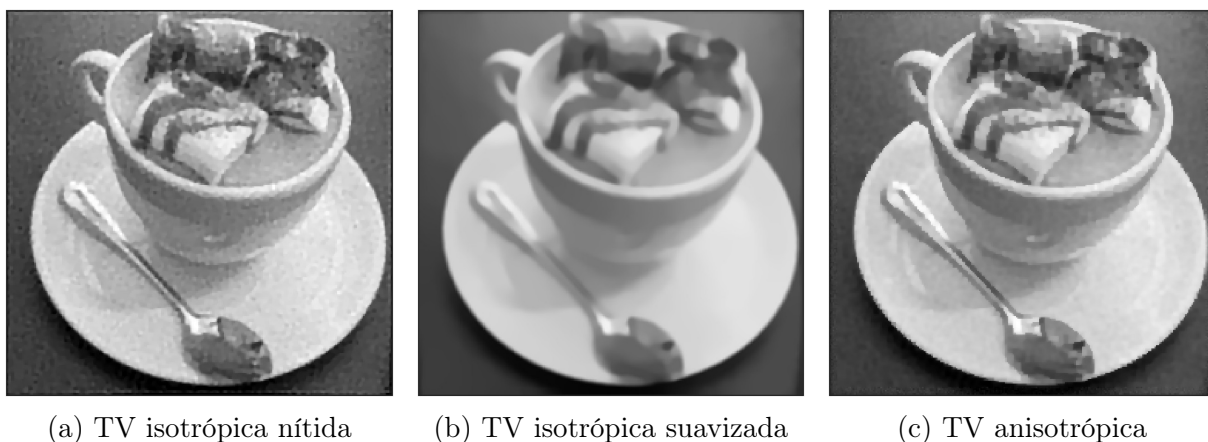 (a) TV isotrópica nítida
(b) TV isotrópica suavizada
(c) TV anisotrópica